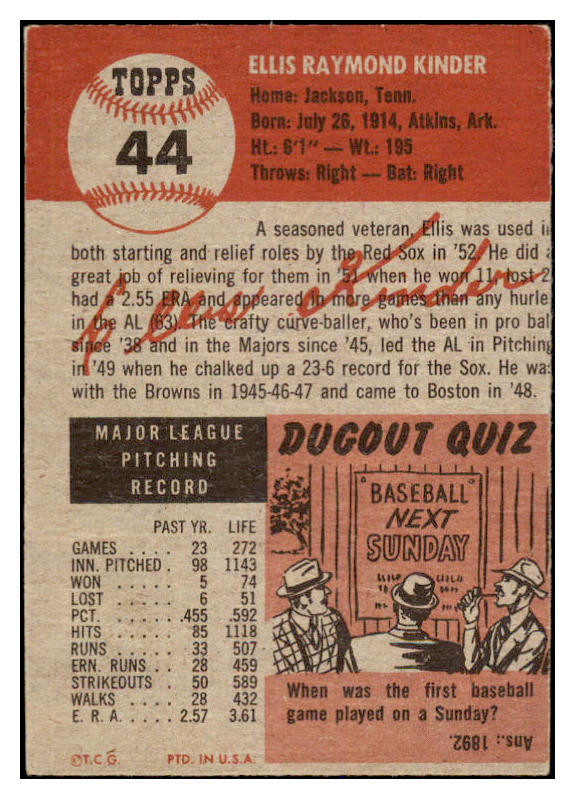 TOPPS
44
ELLIS RAYMOND KINDER
Home: Jackson, Tenn.
Born: July 26, 1914, Atkins, Ark.
Ht.: 6'1" — Wt.: 195
Throws: Right — Bat: Right
A seasoned veteran, Ellis was used i
both starting and relief roles by the Red Sox in '52. He did
great job of relieving for them in '51 when he won 11, lost 2
had a 2.55 ERA and appeared in more games than any hurle
in the AL (63). The crafty curve-baller, who's been in pro bal
since '38 and in the Majors since '45, led the AL in Pitching
in '49 when he chalked up a 23-6 record for the Sox. He wa
with the Browns in 1945-46-47 and came to Boston in '48.
Ellis Kinder
MAJOR LEAGUE
PITCHING
RECORD
PAST YR. LIFE
GAMES . . . . 23 272
INN. PITCHED . 98 1143
WON . . . . . 5 74
LOST . . . . . 6 51
PCT. . . . . .455 .592
HITS . . . . . 85 1118
RUNS . . . . . 33 507
ERN. RUNS . . 28 459
STRIKEOUTS . 50 589
WALKS . . . . 28 432
E. R. A. . . . . 2.57 3.61
©T.C.G. PTD. IN U.S.A.
DUGOUT QUIZ
"BASEBALL"
NEXT
SUNDAY
When was the first baseball
game played on a Sunday?
Ans.: 1892.